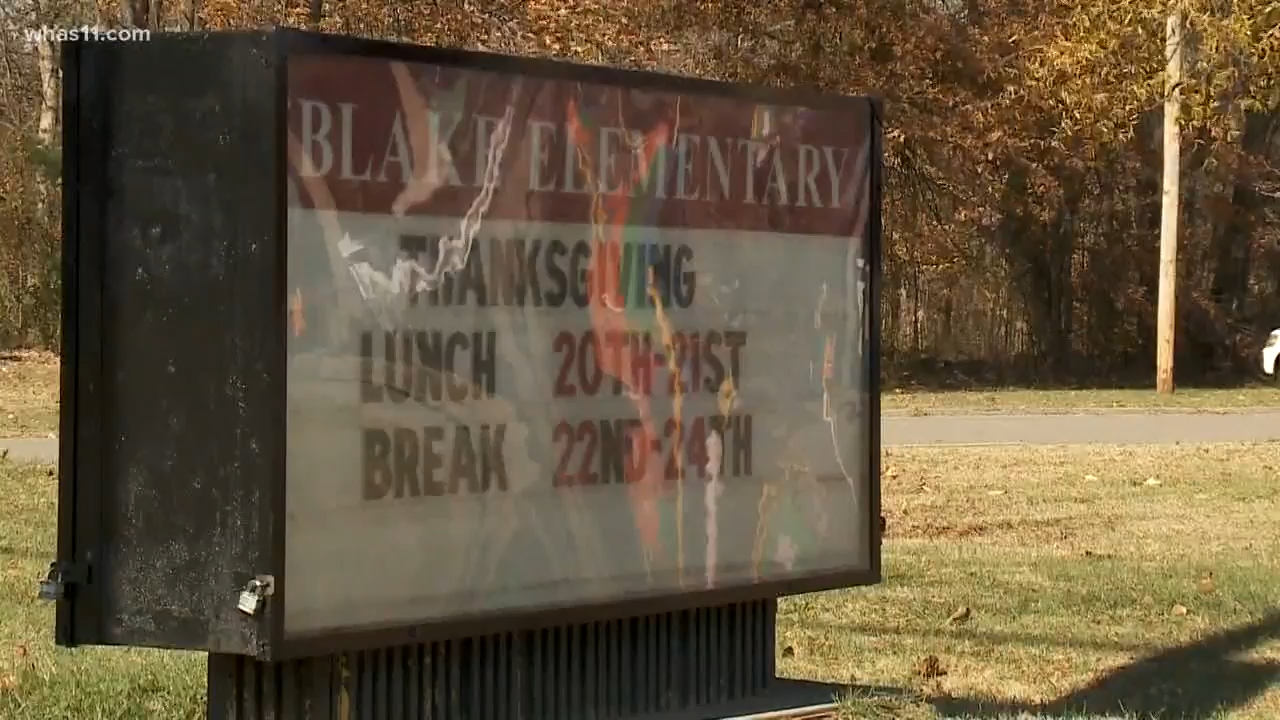 whas11.com
BLAKE ELEMENTARY
THANKSGIVING
LUNCH 20TH-21ST
BREAK 22ND-24TH